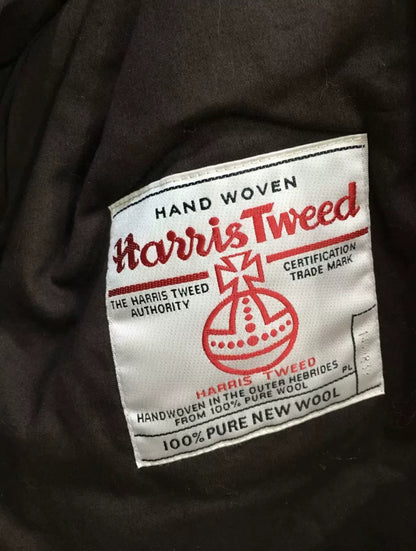 HAND WOVEN
Harris Tweed
THE HARRIS TWEED
AUTHORITY
CERTIFICATION
TRADE MARK
HARRIS TWEED
HANDWOVEN IN THE OUTER HEBRIDES
FROM 100% PURE WOOL
PL
100% PURE NEW WOOL